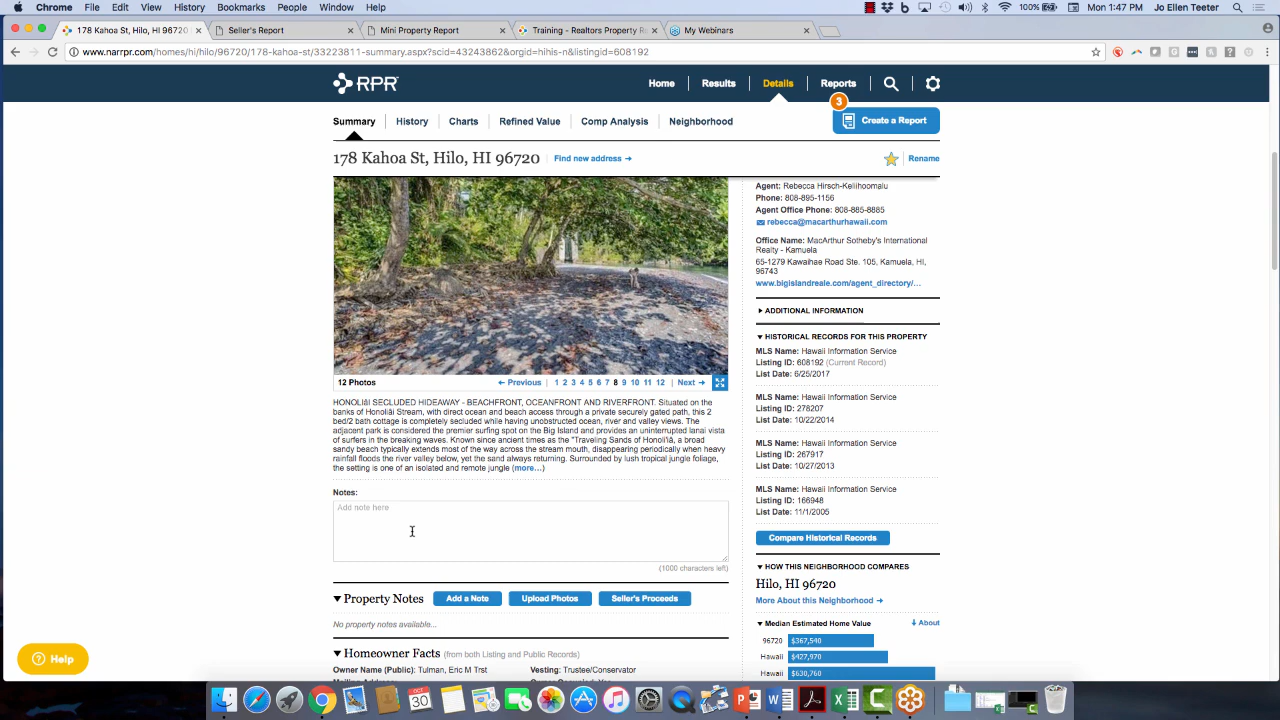 Chrome File Edit View History Bookmarks People Window Help 100% Mon 1:47 PM Jo Ellen Teeter
178 Kahoa St, Hilo, HI 96720 Seller's Report Mini Property Report Training - Realtors Property Re My Webinars
www.narrpr.com/homes/hi/hilo/96720/178-kahoa-st/33223811-summary.aspx?scid=43243862&orgid=hihis-n&listingid=608192
RPR Home Results Details Reports
3
Summary History Charts Refined Value Comp Analysis Neighborhood Create a Report
178 Kahoa St, Hilo, HI 96720 Find new address → Rename
Agent: Rebecca Hirsch-Keliihoomalu
Phone: 808-895-1156
Agent Office Phone: 808-885-8885
rebecca@macarthurhawaii.com
Office Name: MacArthur Sotheby's International
Realty - Kamuela
65-1279 Kawaihae Road Ste. 105, Kamuela, HI,
96743
www.bigislandreale.com/agent_directory/...
ADDITIONAL INFORMATION
HISTORICAL RECORDS FOR THIS PROPERTY
MLS Name: Hawaii Information Service
Listing ID: 608192 (Current Record)
List Date: 6/25/2017
12 Photos ← Previous | 1 2 3 4 5 6 7 8 9 10 11 12 Next →
MLS Name: Hawaii Information Service
Listing ID: 278207
List Date: 10/22/2014
HONOLIʻI SECLUDED HIDEAWAY - BEACHFRONT, OCEANFRONT AND RIVERFRONT. Situated on the
banks of Honoliʻi Stream, with direct ocean and beach access through a private securely gated path, this 2
bed/2 bath cottage is completely secluded while having unobstructed ocean, river and valley views. The
adjacent park is considered the premier surfing spot on the Big Island and provides an uninterrupted lanai vista
of surfers in the breaking waves. Known since ancient times as the "Traveling Sands of Honoli'i, a broad
sandy beach typically extends most of the way across the stream mouth, disappearing periodically when heavy
rainfall floods the river valley below, yet the sand always returning. Surrounded by lush tropical jungle foliage,
the setting is one of an isolated and remote jungle (more...)
MLS Name: Hawaii Information Service
Listing ID: 267917
List Date: 10/27/2013
MLS Name: Hawaii Information Service
Listing ID: 166948
List Date: 11/1/2005
Compare Historical Records
Notes:
Add note here
(1000 characters left)
Property Notes Add a Note Upload Photos Seller's Proceeds
No property notes available...
Homeowner Facts (from both Listing and Public Records)
Owner Name (Public): Tulman, Eric M Trst Vesting: Trustee/Conservator
HOW THIS NEIGHBORHOOD COMPARES
Hilo, HI 96720
More About this Neighborhood →
Median Estimated Home Value About
96720 $367,540
Hawaii $427,970
Hawaii $630,760
Help
OCT
30